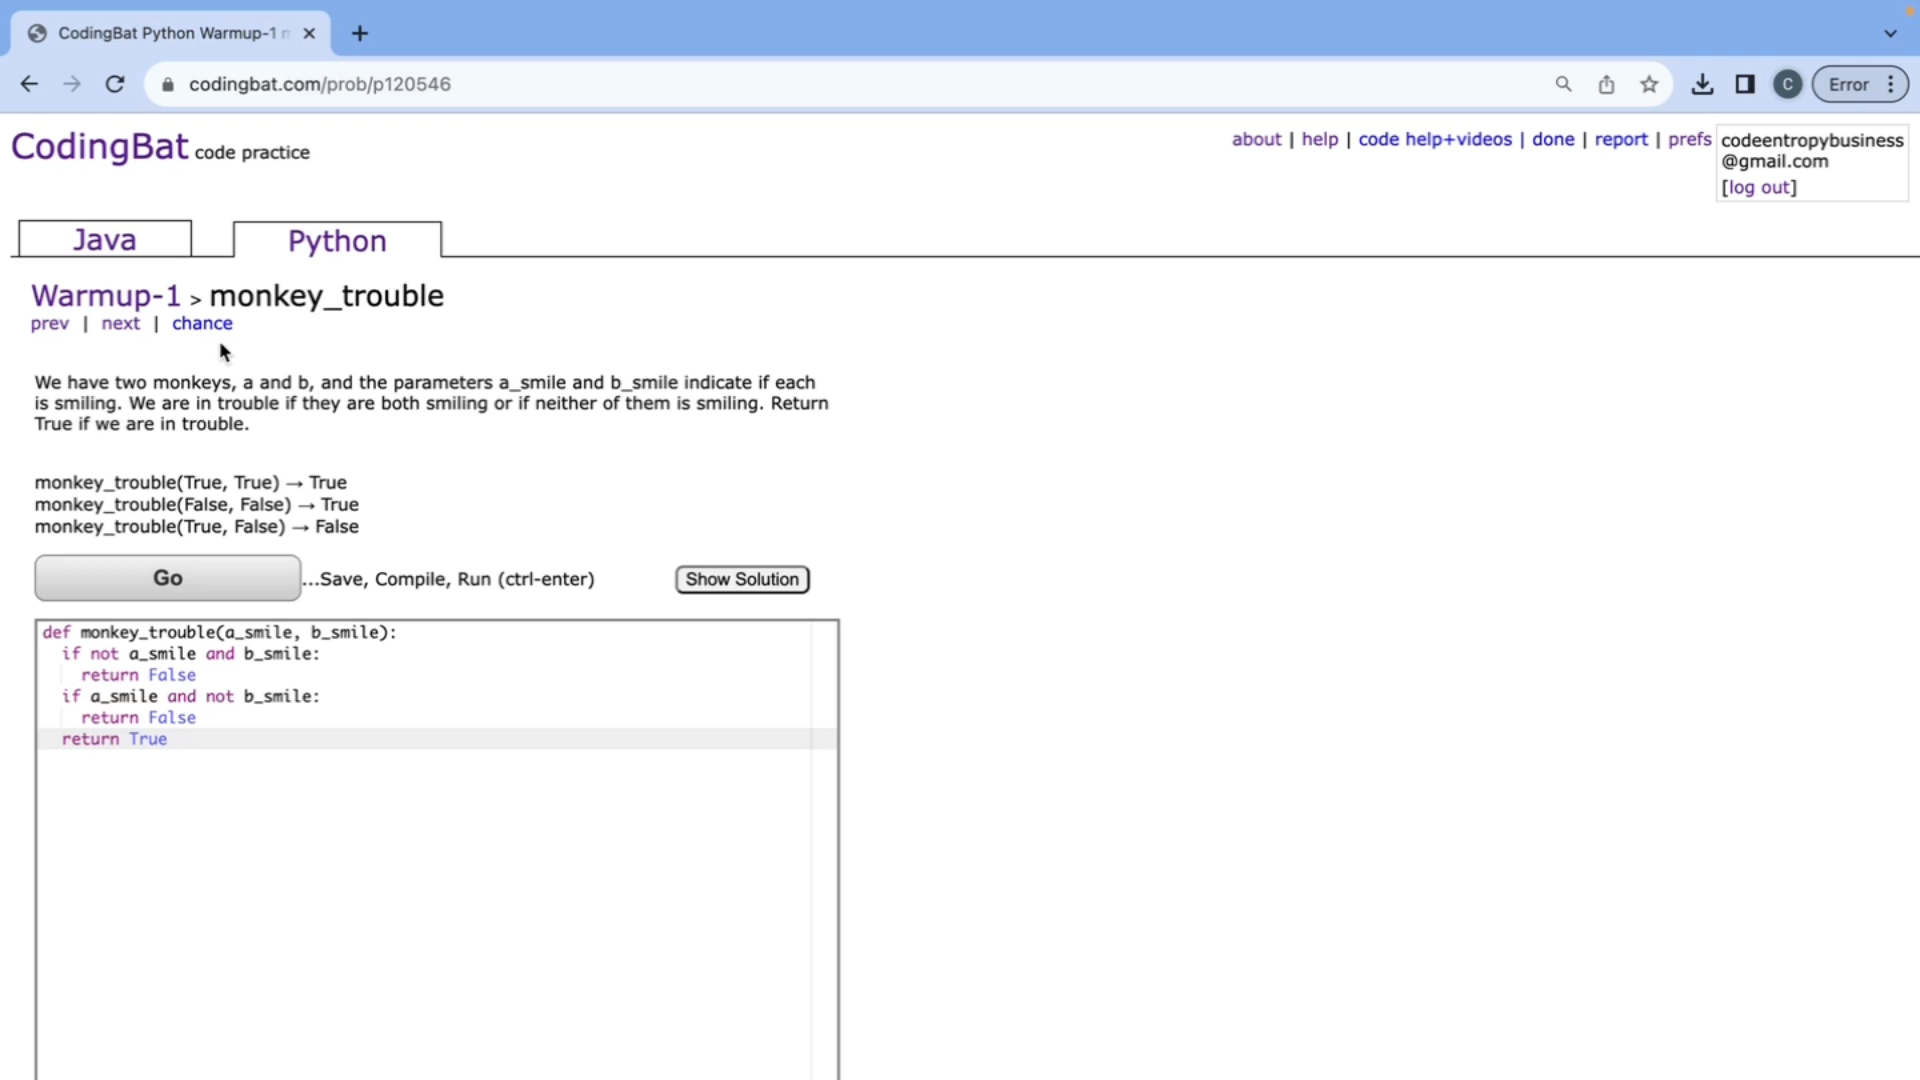 CodingBat Python Warmup-1 m
codingbat.com/prob/p120546
C
Error
CodingBat code practice
about | help | code help+videos | done | report | prefs
codeentropybusiness
@gmail.com
[log out]
Java
Python
Warmup-1 > monkey_trouble
prev | next | chance
We have two monkeys, a and b, and the parameters a_smile and b_smile indicate if each
is smiling. We are in trouble if they are both smiling or if neither of them is smiling. Return
True if we are in trouble.
monkey_trouble(True, True) → True
monkey_trouble(False, False) → True
monkey_trouble(True, False) → False
Go
...Save, Compile, Run (ctrl-enter)
Show Solution
def monkey_trouble(a_smile, b_smile):
  if not a_smile and b_smile:
    return False
  if a_smile and not b_smile:
    return False
  return True